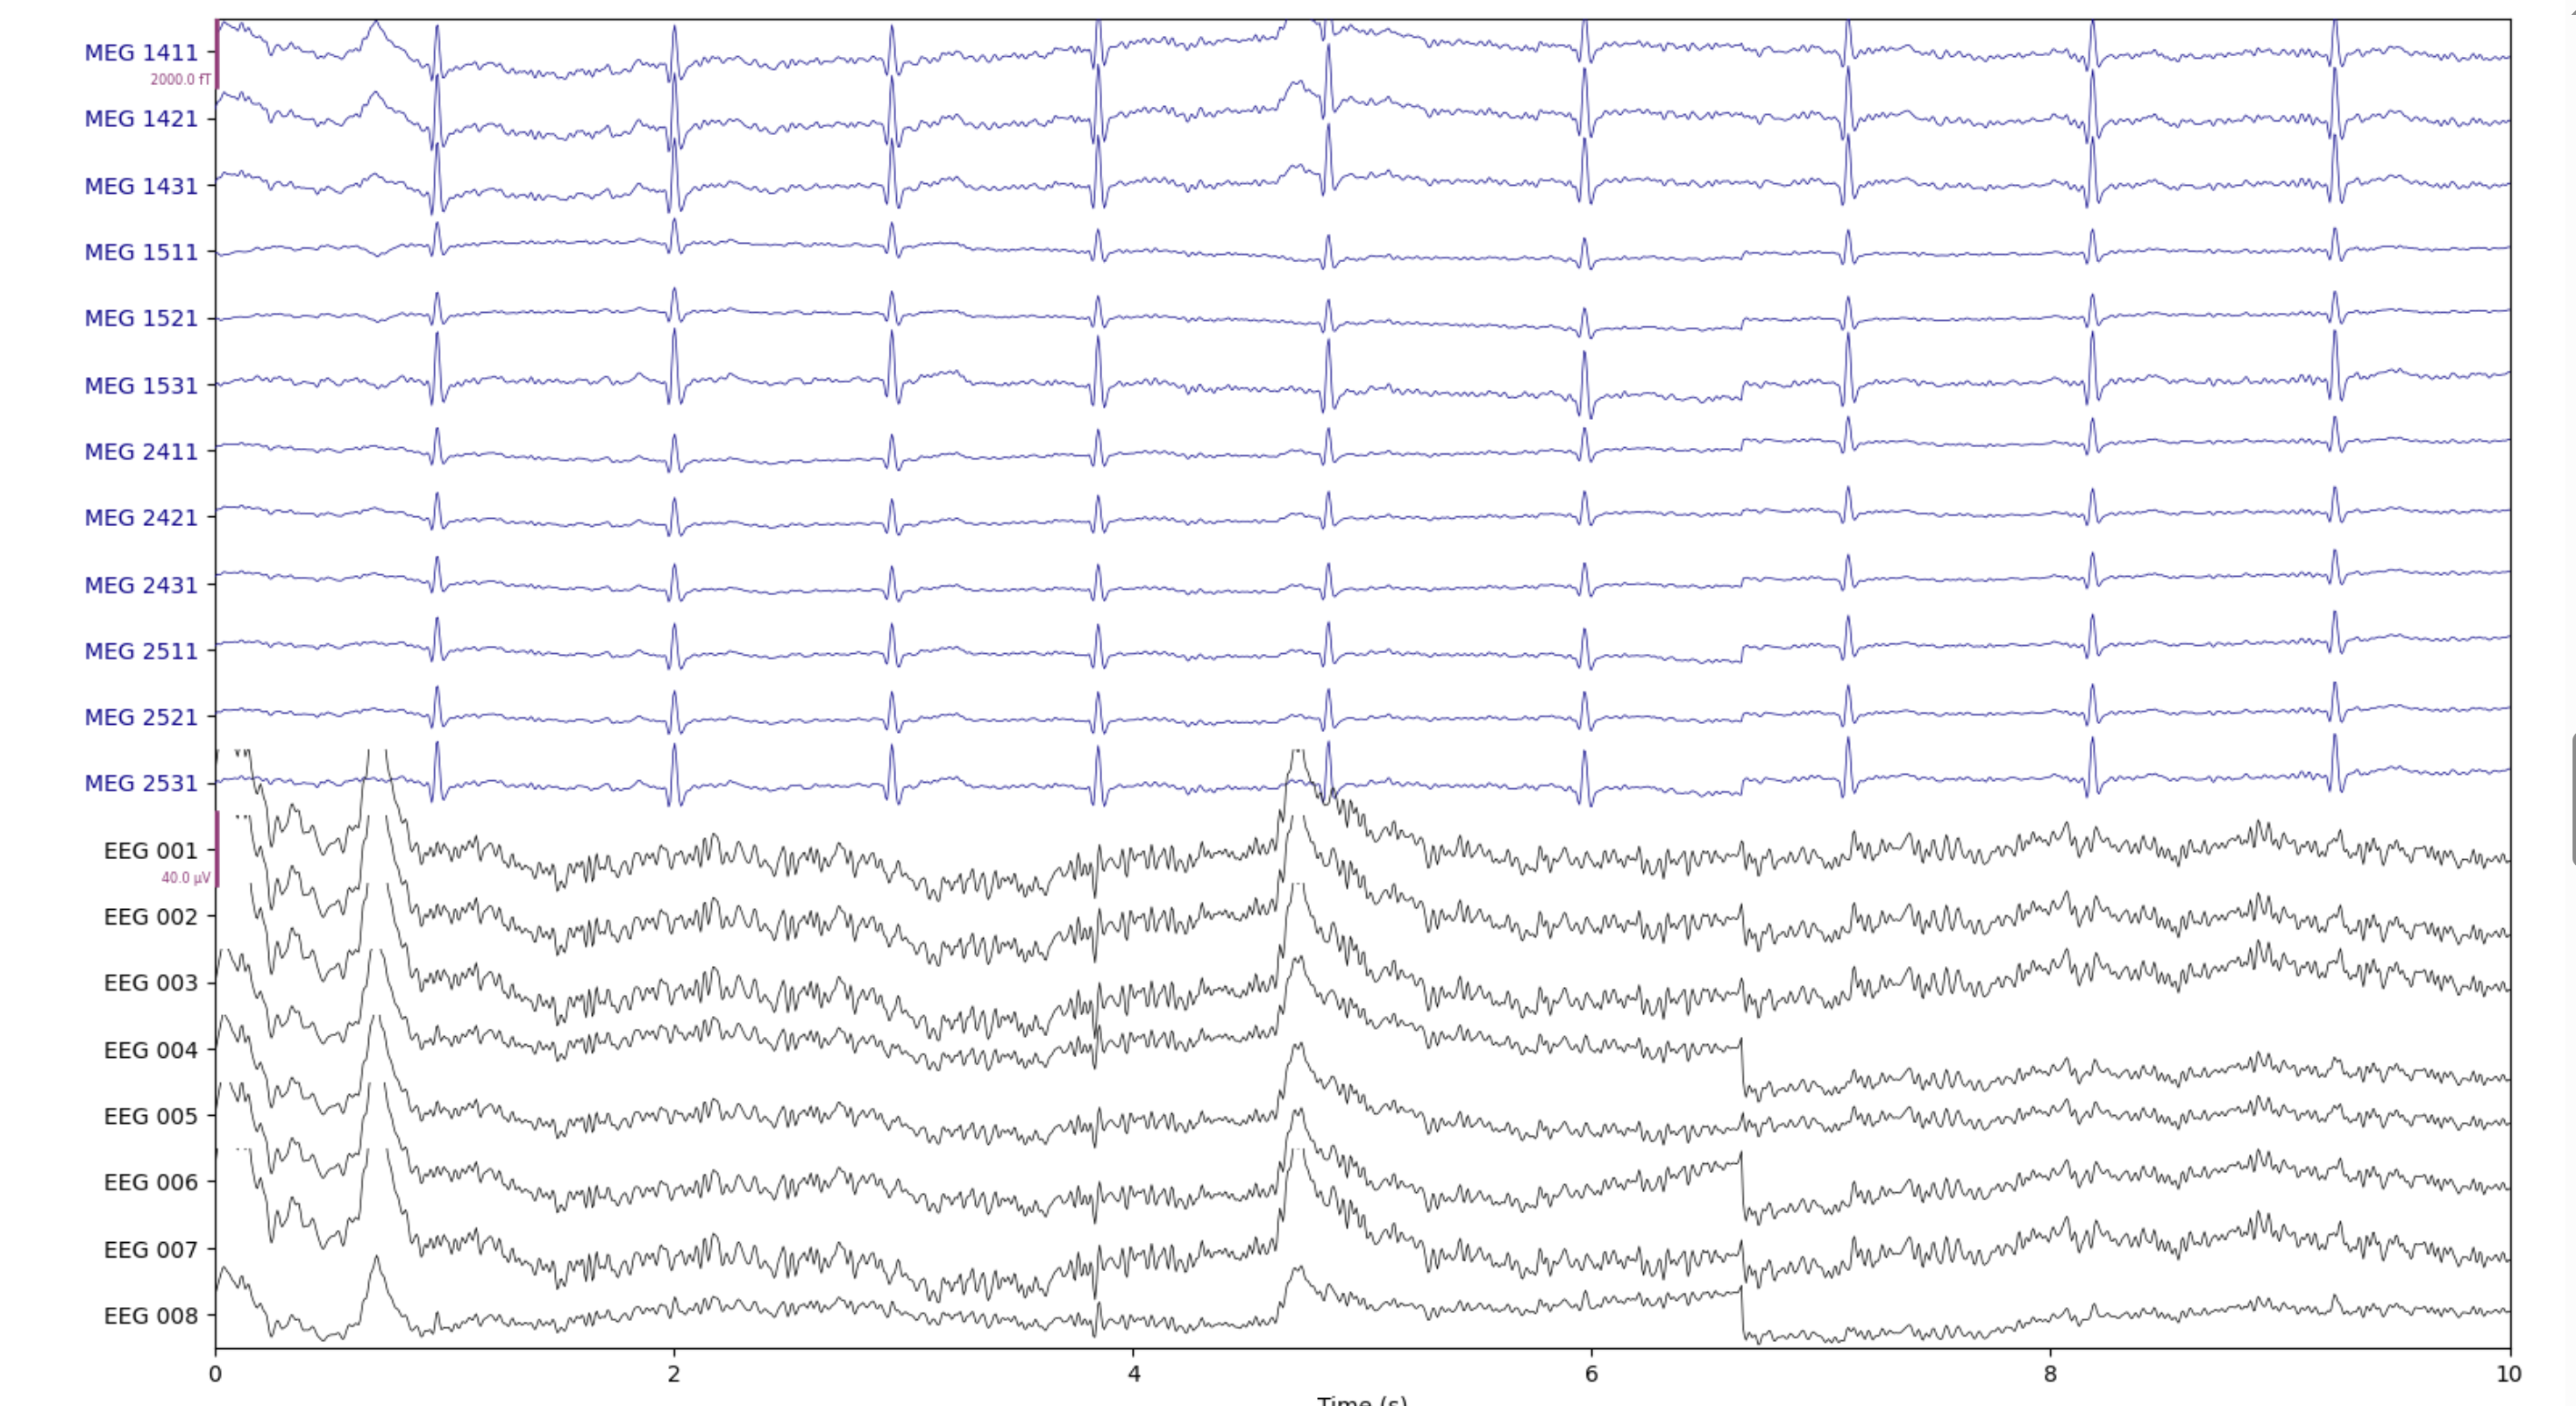 MEG 1411
2000.0 fT
MEG 1421
MEG 1431
MEG 1511
MEG 1521
MEG 1531
MEG 2411
MEG 2421
MEG 2431
MEG 2511
MEG 2521
MEG 2531
EEG 001
40.0 µV
EEG 002
EEG 003
EEG 004
EEG 005
EEG 006
EEG 007
EEG 008
0 2 4 6 8 10
Time (s)